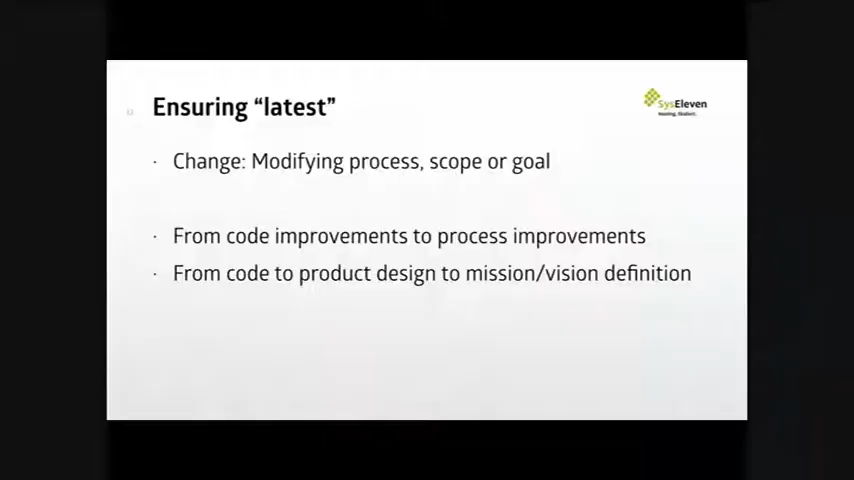 Ensuring “latest”
SysEleven
· Change: Modifying process, scope or goal
· From code improvements to process improvements
· From code to product design to mission/vision definition